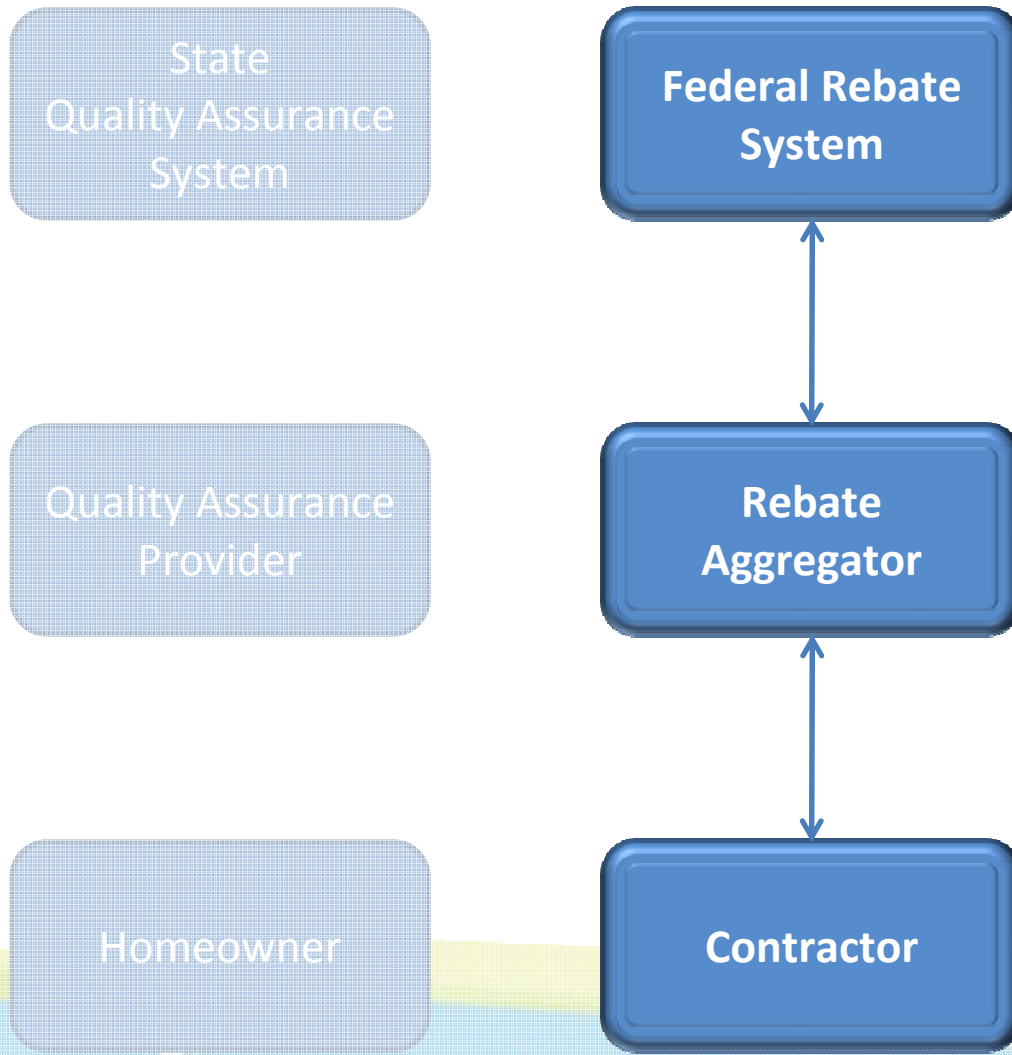 State
Quality Assurance
System
Federal Rebate
System
Quality Assurance
Provider
Rebate
Aggregator
Homeowner
Contractor